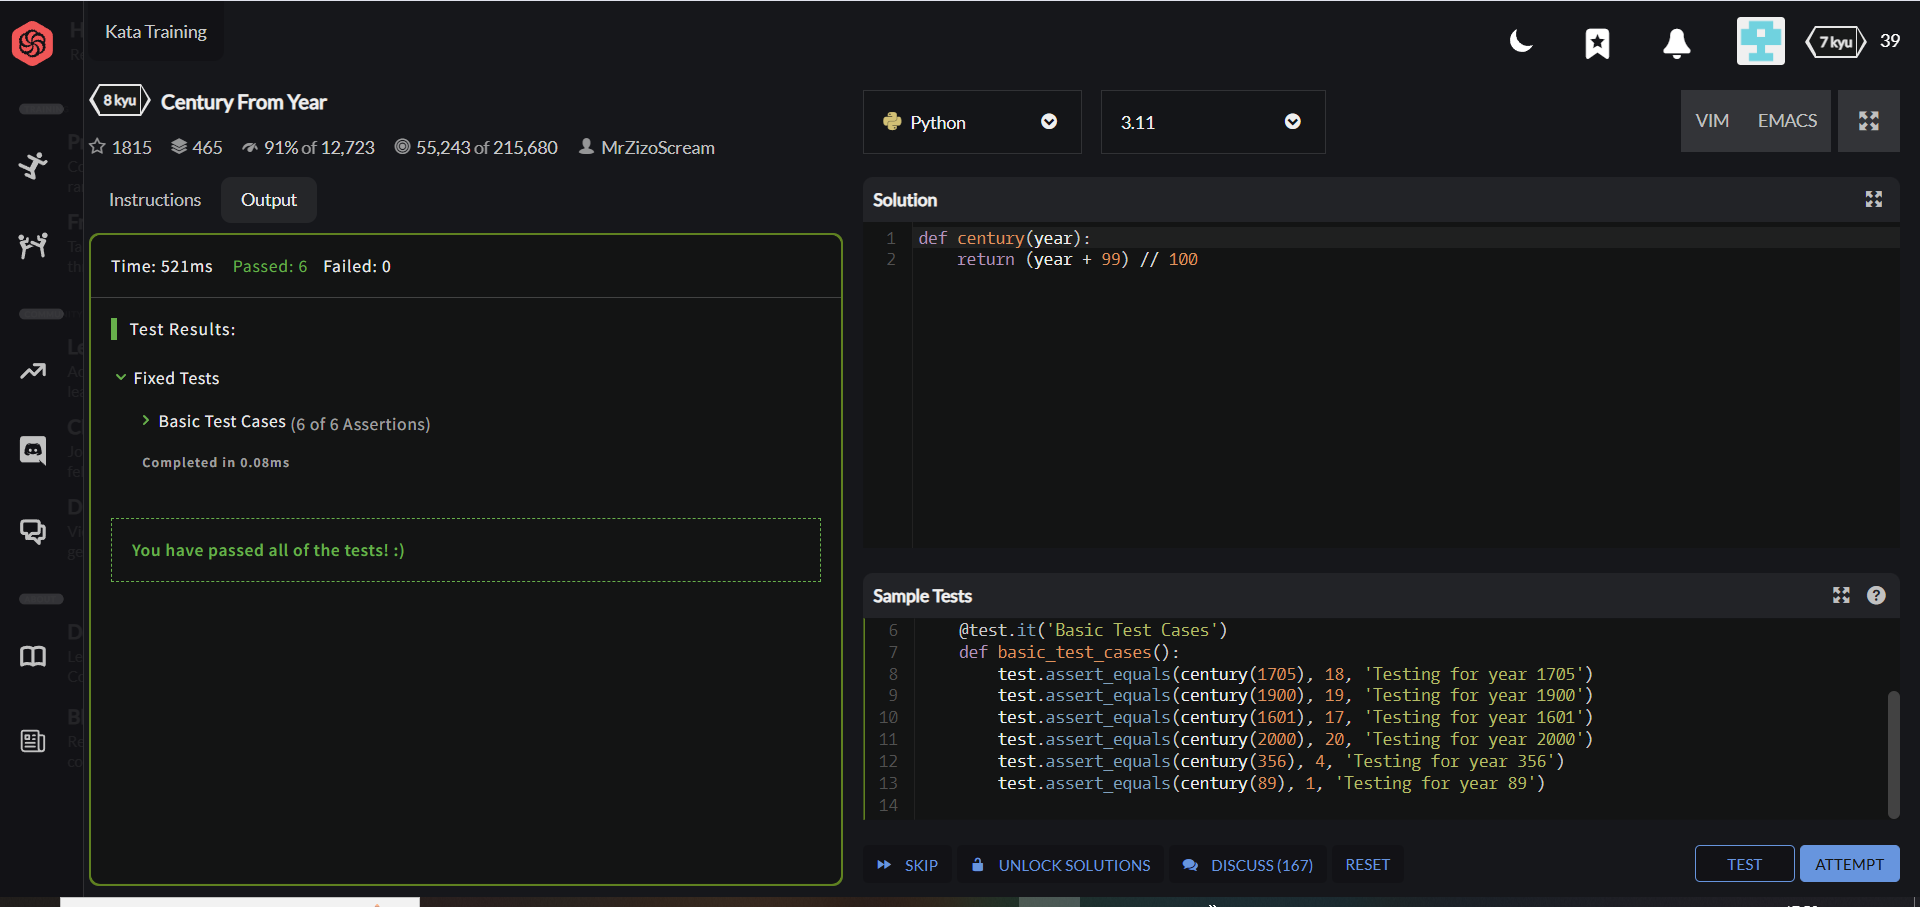 Kata Training
7 kyu 39
8 kyu Century From Year
1815 465 91% of 12,723 55,243 of 215,680 MrZizoScream
Python 3.11 VIM EMACS
Instructions Output
Time: 521ms Passed: 6 Failed: 0
Test Results:
Fixed Tests
Basic Test Cases (6 of 6 Assertions)
Completed in 0.08ms
You have passed all of the tests! :)
Solution
1 def century(year):
2 return (year + 99) // 100
Sample Tests
6 @test.it('Basic Test Cases')
7 def basic_test_cases():
8 test.assert_equals(century(1705), 18, 'Testing for year 1705')
9 test.assert_equals(century(1900), 19, 'Testing for year 1900')
10 test.assert_equals(century(1601), 17, 'Testing for year 1601')
11 test.assert_equals(century(2000), 20, 'Testing for year 2000')
12 test.assert_equals(century(356), 4, 'Testing for year 356')
13 test.assert_equals(century(89), 1, 'Testing for year 89')
14
SKIP UNLOCK SOLUTIONS DISCUSS (167) RESET TEST ATTEMPT